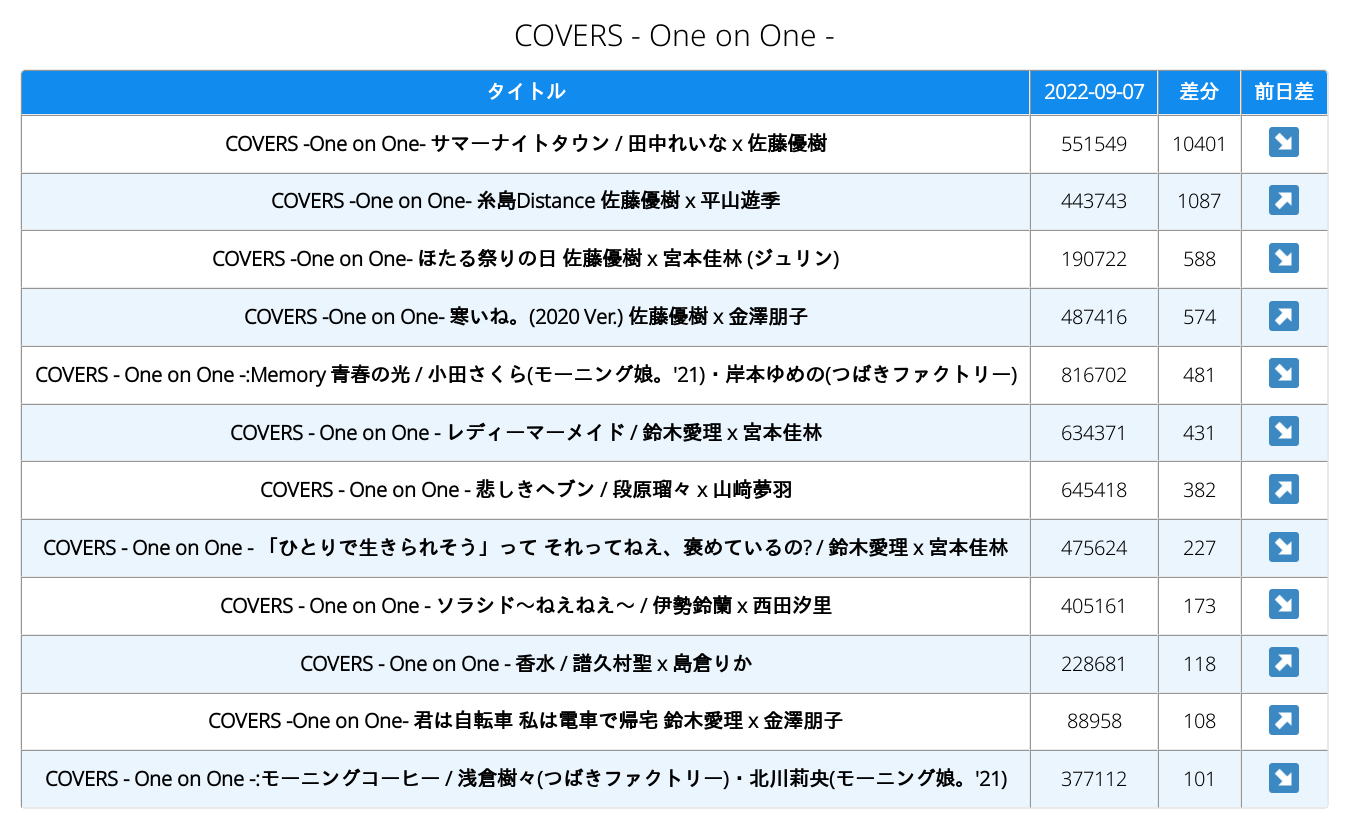 COVERS - One on One -
タイトル 2022-09-07 差分 前日差
COVERS -One on One- サマーナイトタウン / 田中れいな x 佐藤優樹 551549 10401 ↘
COVERS -One on One- 糸島Distance 佐藤優樹 x 平山遊季 443743 1087 ↗
COVERS -One on One- ほたる祭りの日 佐藤優樹 x 宮本佳林 (ジュリン) 190722 588 ↘
COVERS -One on One- 寒いね。(2020 Ver.) 佐藤優樹 x 金澤朋子 487416 574 ↗
COVERS - One on One -:Memory 青春の光 / 小田さくら(モーニング娘。'21)・岸本ゆめの(つばきファクトリー) 816702 481 ↘
COVERS - One on One - レディーマーメイド / 鈴木愛理 x 宮本佳林 634371 431 ↘
COVERS - One on One - 悲しきヘブン / 段原瑠々 x 山﨑夢羽 645418 382 ↗
COVERS - One on One - 「ひとりで生きられそう」って それってねえ、褒めているの? / 鈴木愛理 x 宮本佳林 475624 227 ↘
COVERS - One on One - ソラシド〜ねえねえ〜 / 伊勢鈴蘭 x 西田汐里 405161 173 ↘
COVERS - One on One - 香水 / 譜久村聖 x 島倉りか 228681 118 ↗
COVERS -One on One- 君は自転車 私は電車で帰宅 鈴木愛理 x 金澤朋子 88958 108 ↗
COVERS - One on One -:モーニングコーヒー / 浅倉樹々(つばきファクトリー)・北川莉央(モーニング娘。'21) 377112 101 ↘